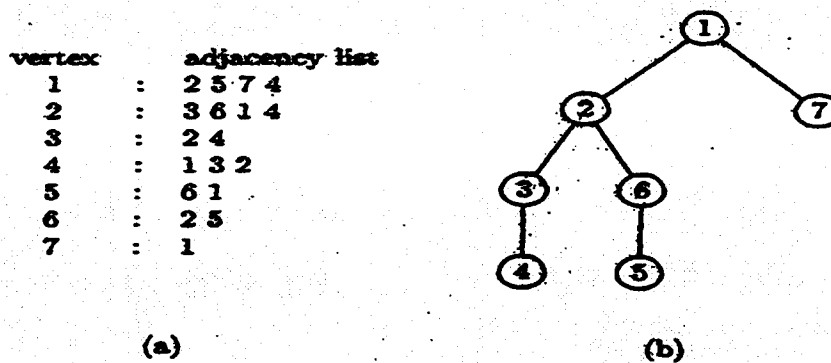 vertex adjacency list
1 : 2 5 7 4
2 : 3 6 1 4
3 : 2 4
4 : 1 3 2
5 : 6 1
6 : 2 5
7 : 1
(a)
1
2
7
3
6
4
5
(b)